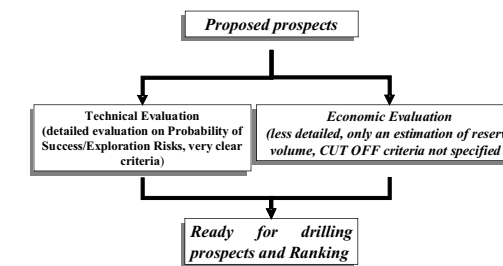 Proposed prospects
Technical Evaluation
(detailed evaluation on Probability of
Success/Exploration Risks, very clear
criteria)
Economic Evaluation
(less detailed, only an estimation of reserv
volume, CUT OFF criteria not specified
Ready for drilling
prospects and Ranking